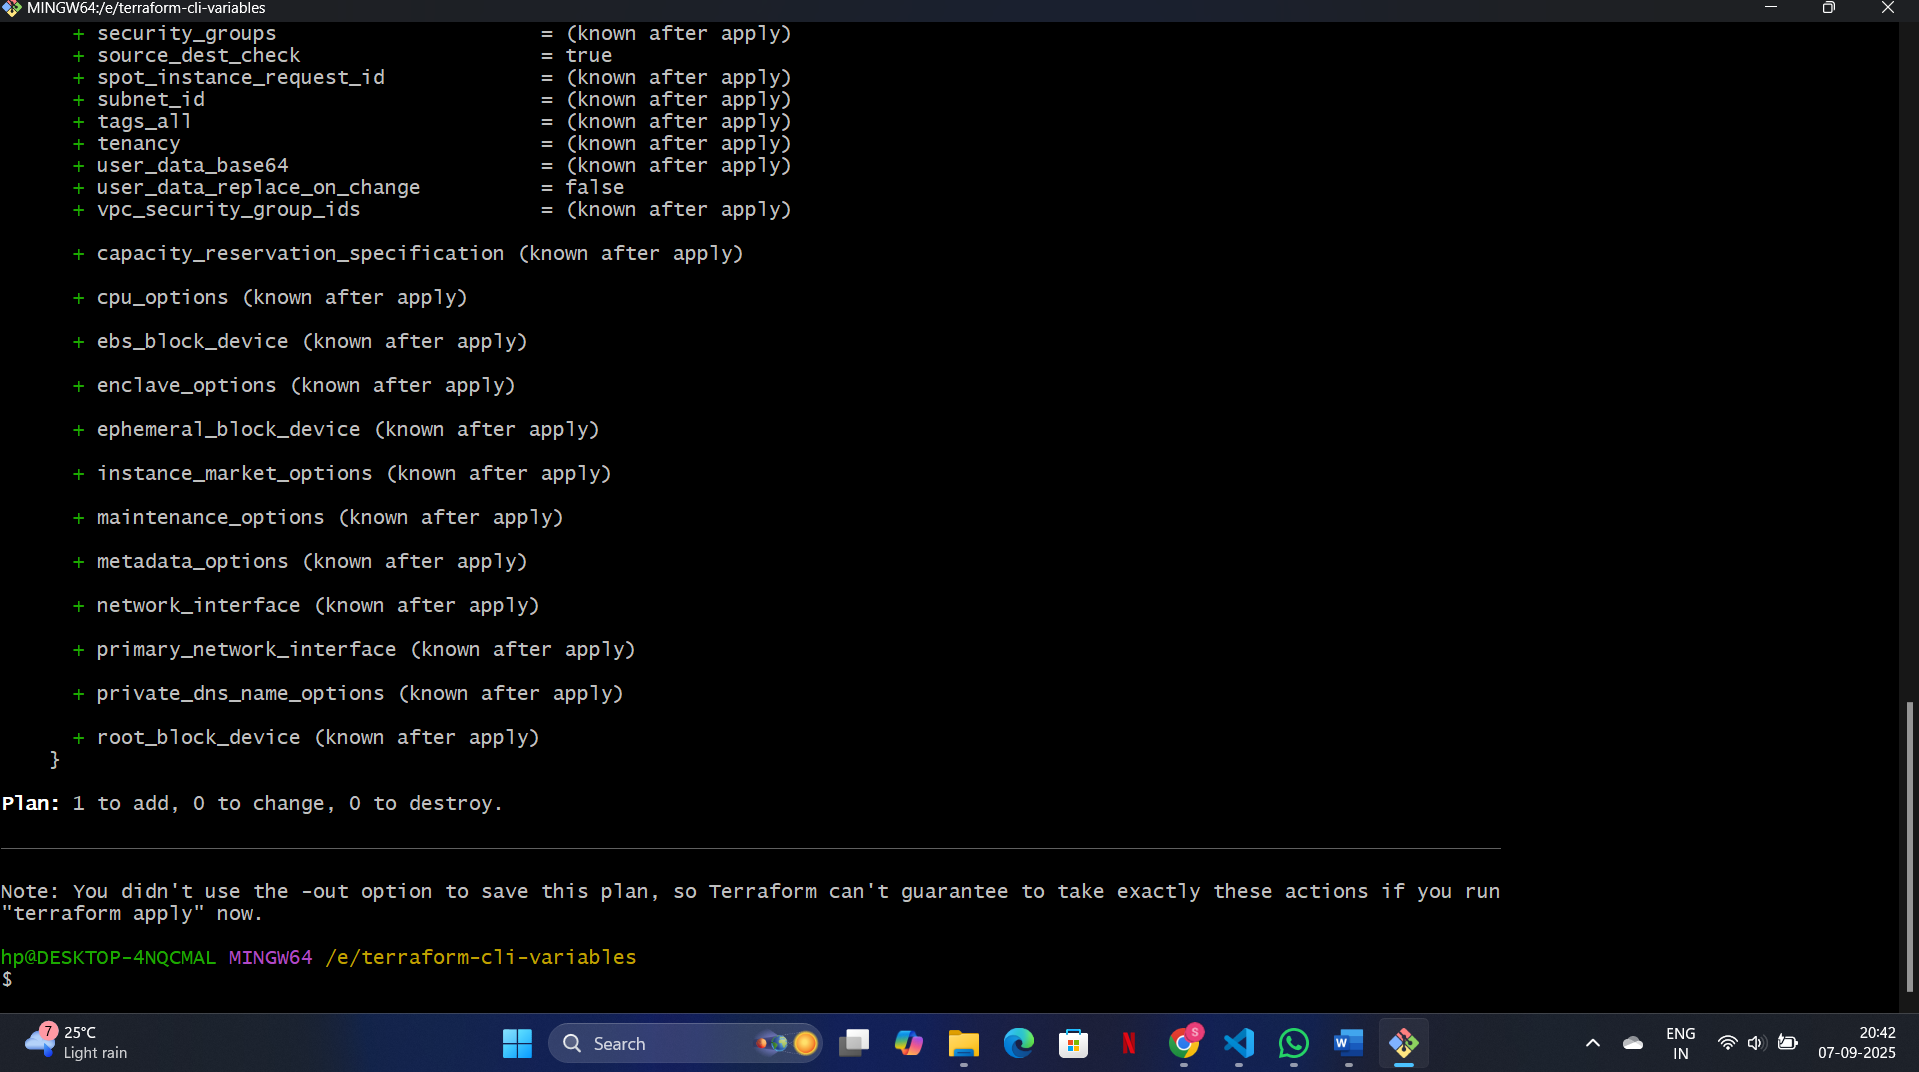 MINGW64:/e/terraform-cli-variables
+ security_groups = (known after apply)
+ source_dest_check = true
+ spot_instance_request_id = (known after apply)
+ subnet_id = (known after apply)
+ tags_all = (known after apply)
+ tenancy = (known after apply)
+ user_data_base64 = (known after apply)
+ user_data_replace_on_change = false
+ vpc_security_group_ids = (known after apply)
+ capacity_reservation_specification (known after apply)
+ cpu_options (known after apply)
+ ebs_block_device (known after apply)
+ enclave_options (known after apply)
+ ephemeral_block_device (known after apply)
+ instance_market_options (known after apply)
+ maintenance_options (known after apply)
+ metadata_options (known after apply)
+ network_interface (known after apply)
+ primary_network_interface (known after apply)
+ private_dns_name_options (known after apply)
+ root_block_device (known after apply)
}
Plan: 1 to add, 0 to change, 0 to destroy.
Note: You didn't use the -out option to save this plan, so Terraform can't guarantee to take exactly these actions if you run
"terraform apply" now.
hp@DESKTOP-4NQCMAL MINGW64 /e/terraform-cli-variables
$
7
25°C
Light rain
Search
S
ENG
IN
20:42
07-09-2025